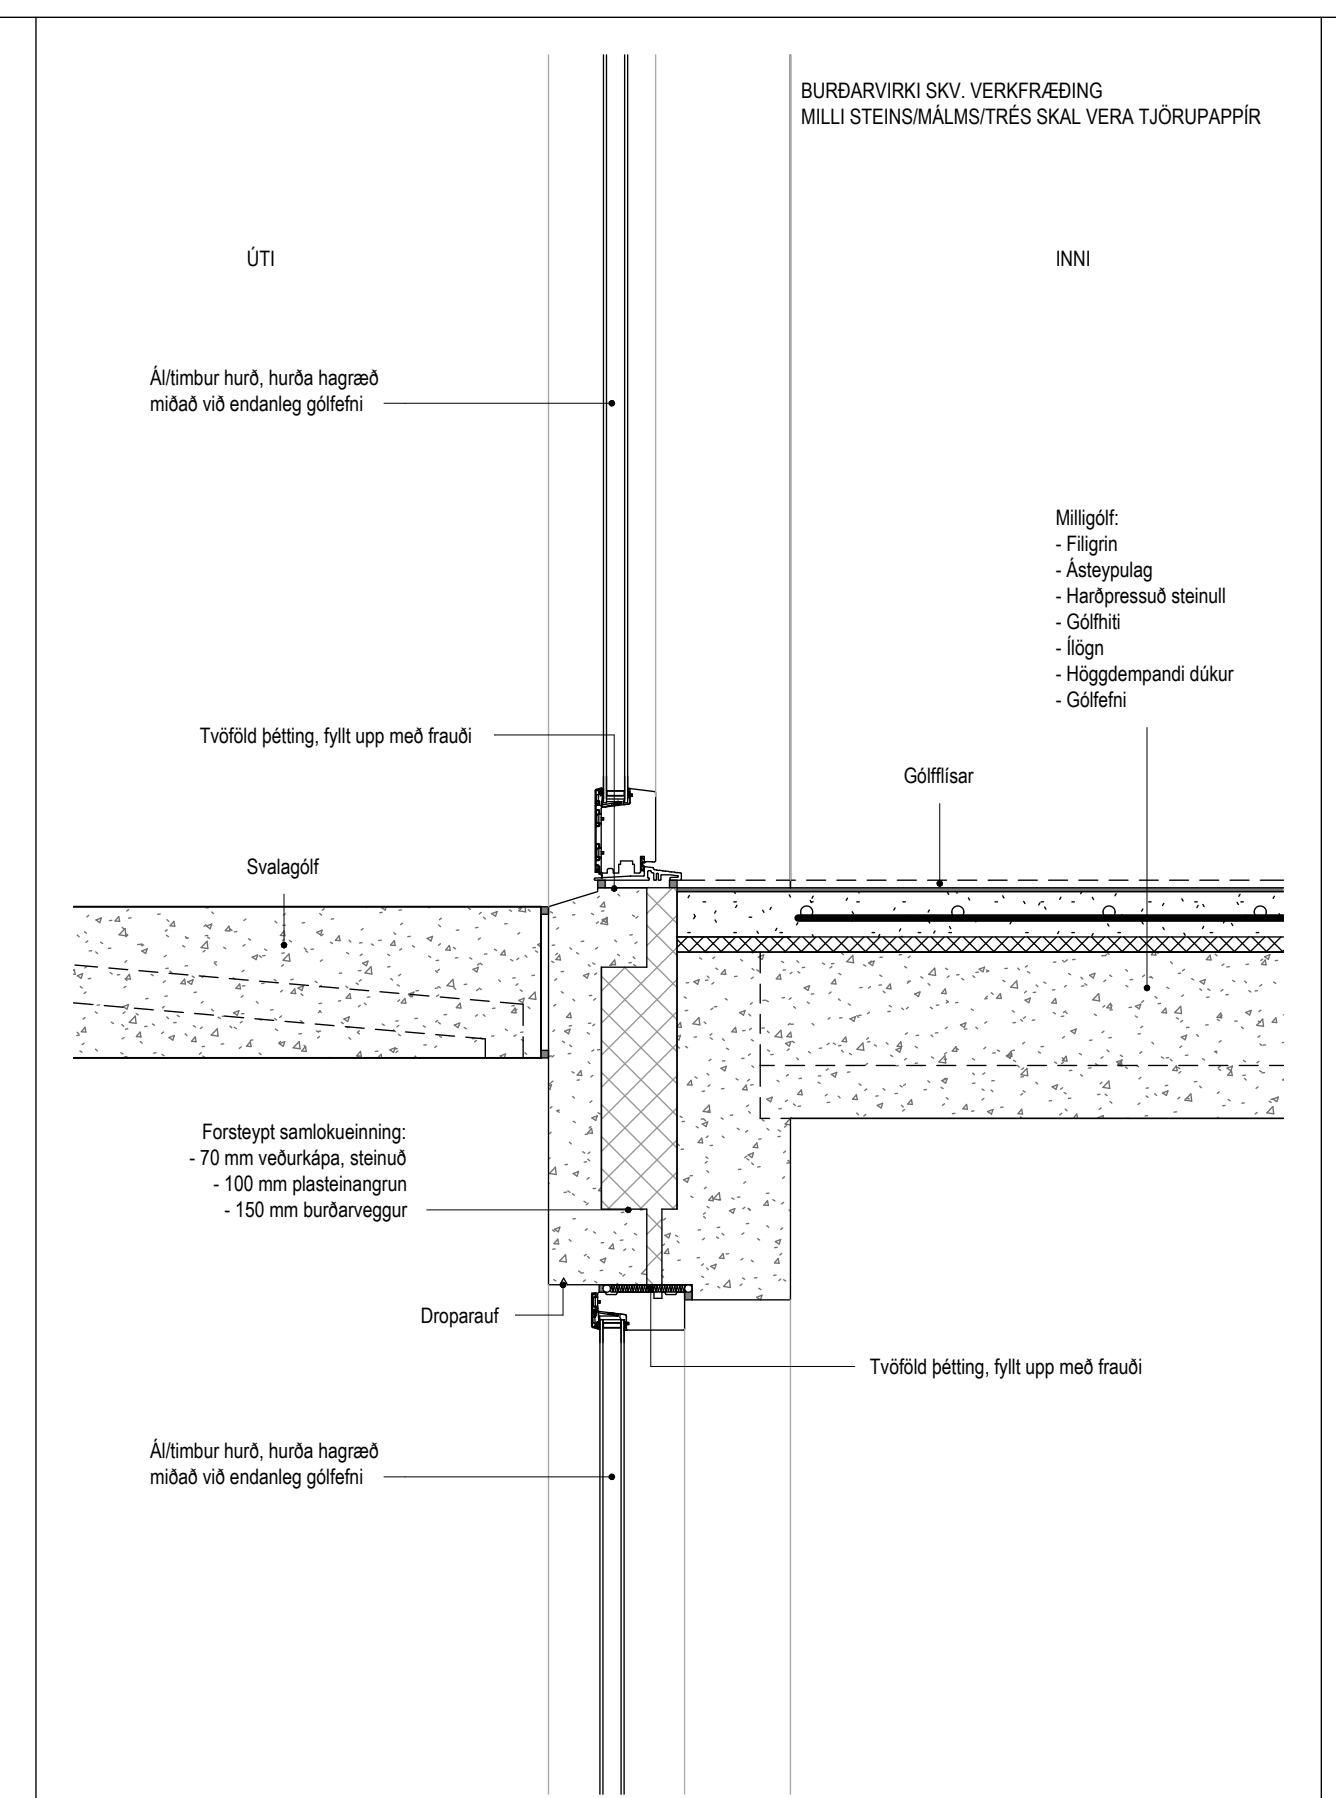 BURÐARVIRKI SKV. VERKFRÆÐING
MILLI STEINS/MÁLMS/TRÉS SKAL VERA TJÖRUPAPPÍR
ÚTI
INNI
Ál/timbur hurð, hurða hagræð
miðað við endanleg gólfefni
Milligólf:
- Filigrin
- Ásteypulag
- Harðpressuð steinull
- Gólfhiti
- Ílögn
- Höggdempandi dúkur
- Gólfefni
Tvöföld þétting, fyllt upp með frauði
Gólfflísar
Svalagólf
Forsteypt samlokueinning:
- 70 mm veðurkápa, steinuð
- 100 mm plasteinangrun
- 150 mm burðarveggur
Droparauf
Tvöföld þétting, fyllt upp með frauði
Ál/timbur hurð, hurða hagræð
miðað við endanleg gólfefni